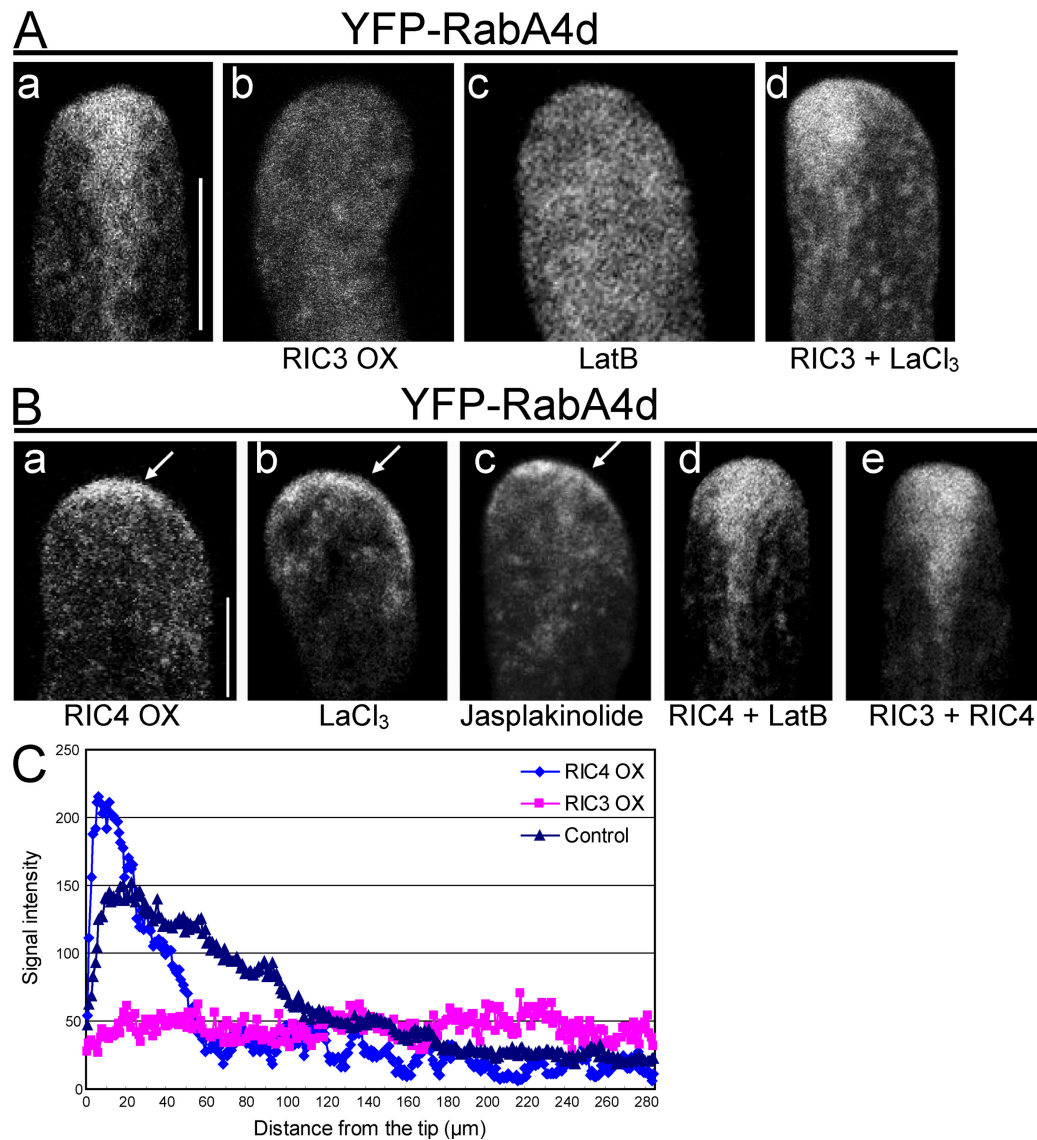 A
YFP-RabA4d
a b c d
RIC3 OX LatB RIC3 + LaCl₃
B
YFP-RabA4d
a b c d e
RIC4 OX LaCl₃ Jasplakinolide RIC4 + LatB RIC3 + RIC4
C
250
200
150
100
50
0
Signal intensity
RIC4 OX
RIC3 OX
Control
0 20 40 60 80 100 120 140 160 180 200 220 240 260 280
Distance from the tip (µm)